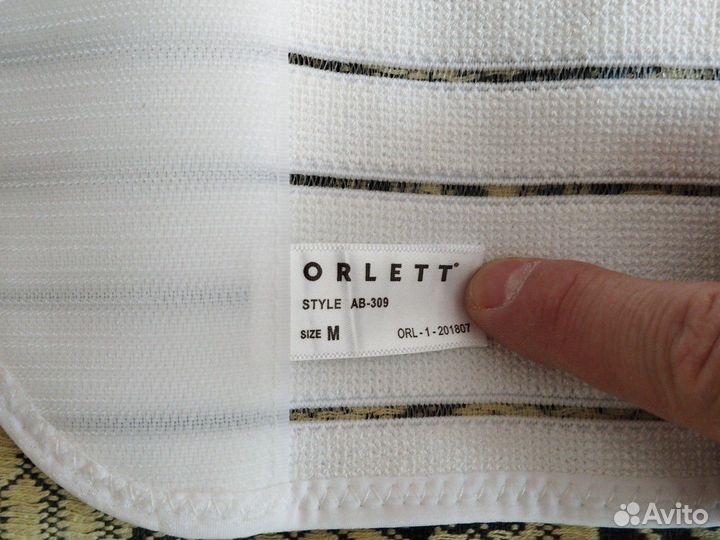 ORLETT®
STYLE AB-309
SIZE M ORL-1-201807
Avito